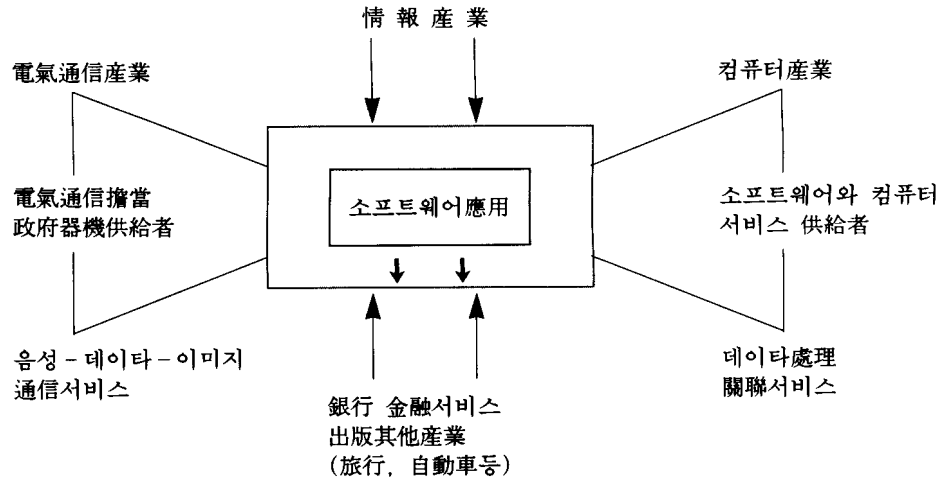 情報産業
電氣通信産業
컴퓨터産業
電氣通信擔當
政府器機供給者
소프트웨어應用
소프트웨어와 컴퓨터
서비스 供給者
음성-데이타-이미지
通信서비스
데이타處理
關聯서비스
銀行 金融서비스
出版其他産業
(旅行, 自動車등)